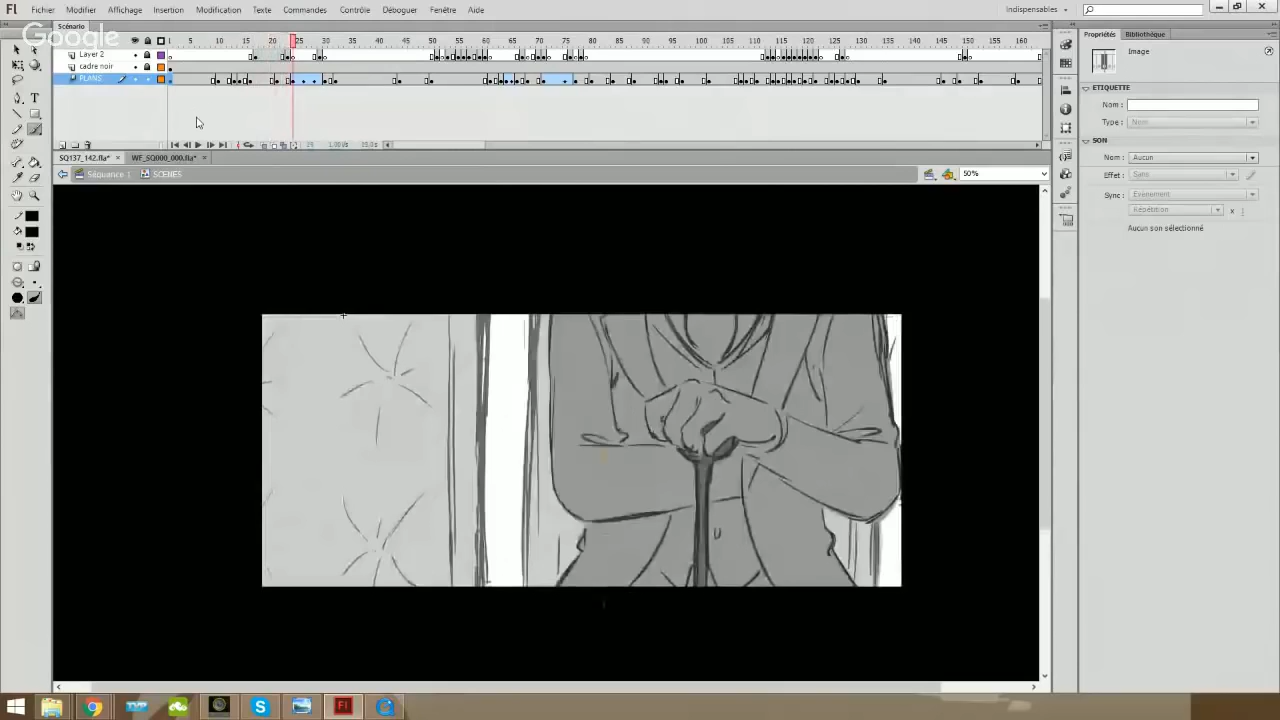 Fl Fichier Modifier Affichage Insertion Modification Texte Commandes Contrôle Déboguer Fenêtre Aide Indispensables
Google
Scénario
5 10 15 20 25 30 35 40 45 50 55 60 65 70 75 80 85 90 95 100 105 110 115 120 125 130 135 140 145 150 155 160
Layer 2
cadre noir
PLANS
SQ137_142.fla* × WF_SQ000_000.fla* ×
Séquence 1 SCENES 50%
Propriétés Bibliothèque
Image
ETIQUETTE
Nom :
Type : Nom
SON
Nom : Aucun
Effet : Sans
Sync : Evénement
Répétition x
Aucun son sélectionné
T
TVP S Fl